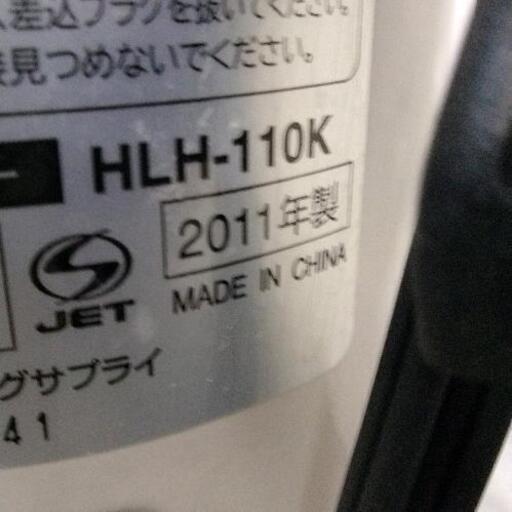 差込プラグを抜いてください。
見つめないでください。
HLH-110K
2011年製
JET
MADE IN CHINA
グサプライ
41